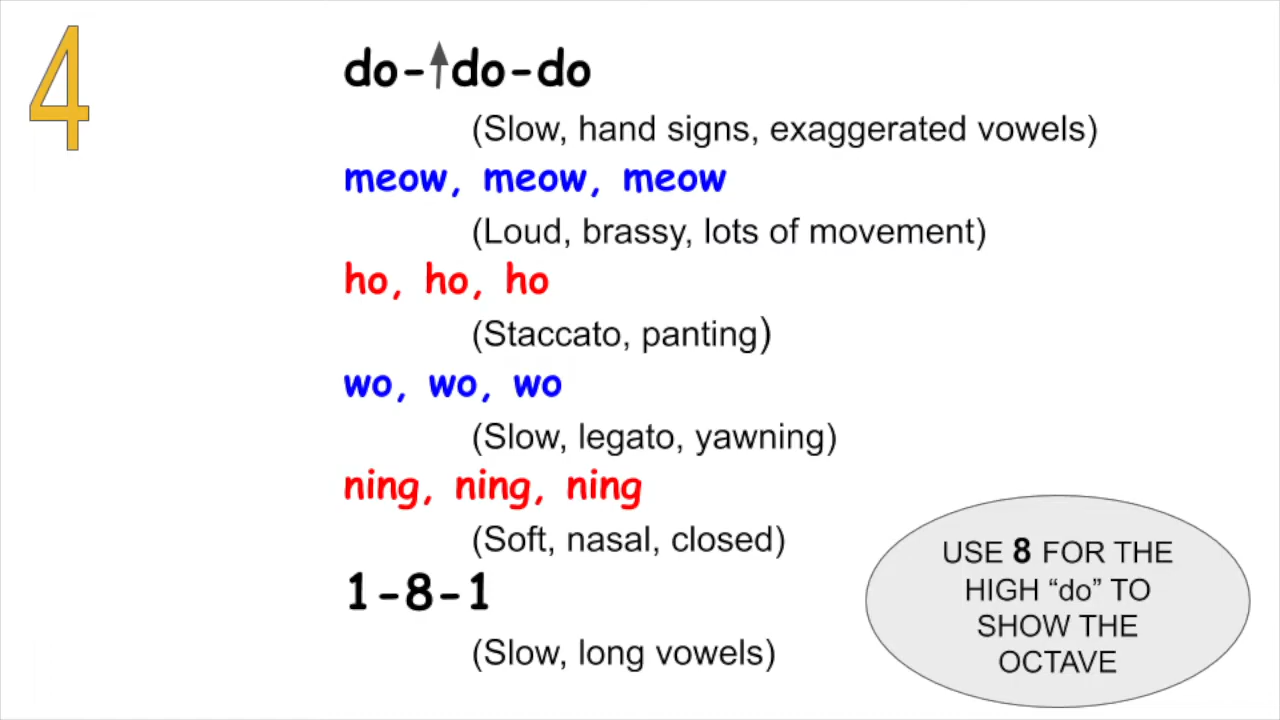 4
do-do-do
(Slow, hand signs, exaggerated vowels)
meow, meow, meow
(Loud, brassy, lots of movement)
ho, ho, ho
(Staccato, panting)
wo, wo, wo
(Slow, legato, yawning)
ning, ning, ning
(Soft, nasal, closed)
1-8-1
(Slow, long vowels)
USE 8 FOR THE
HIGH “do” TO
SHOW THE
OCTAVE